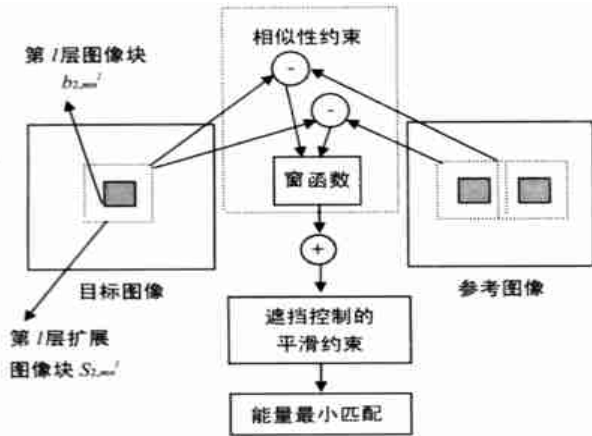 相似性约束
第 l层图像块
b₂,ₘₙˡ
-
-
窗函数
+
目标图像
参考图像
遮挡控制的
平滑约束
第 l层扩展
图像块 S₂,ₘₙˡ
能量最小匹配